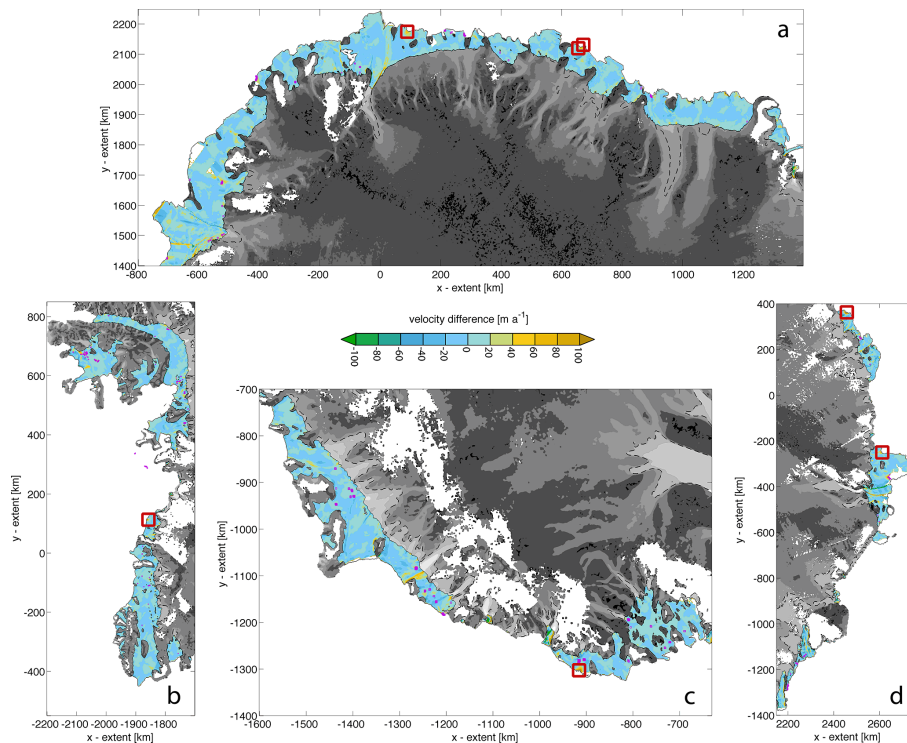 a
2200
2100
2000
1900
1800
1700
1600
1500
1400
y - extent [km]
-800 -600 -400 -200 0 200 400 600 800 1000 1200
x - extent [km]
velocity difference [m a⁻¹]
-100 -80 -60 -40 -20 0 20 40 60 80 100
800
600
400
200
0
-200
-400
y - extent [km]
b
-2200 -2100 -2000 -1900 -1800
x - extent [km]
-700
-800
-900
-1000
-1100
-1200
-1300
-1400
y - extent [km]
c
-1600 -1500 -1400 -1300 -1200 -1100 -1000 -900 -800 -700
x - extent [km]
400
200
0
-200
-400
-600
-800
-1000
-1200
-1400
y - extent [km]
d
2200 2400 2600
x - extent [km]